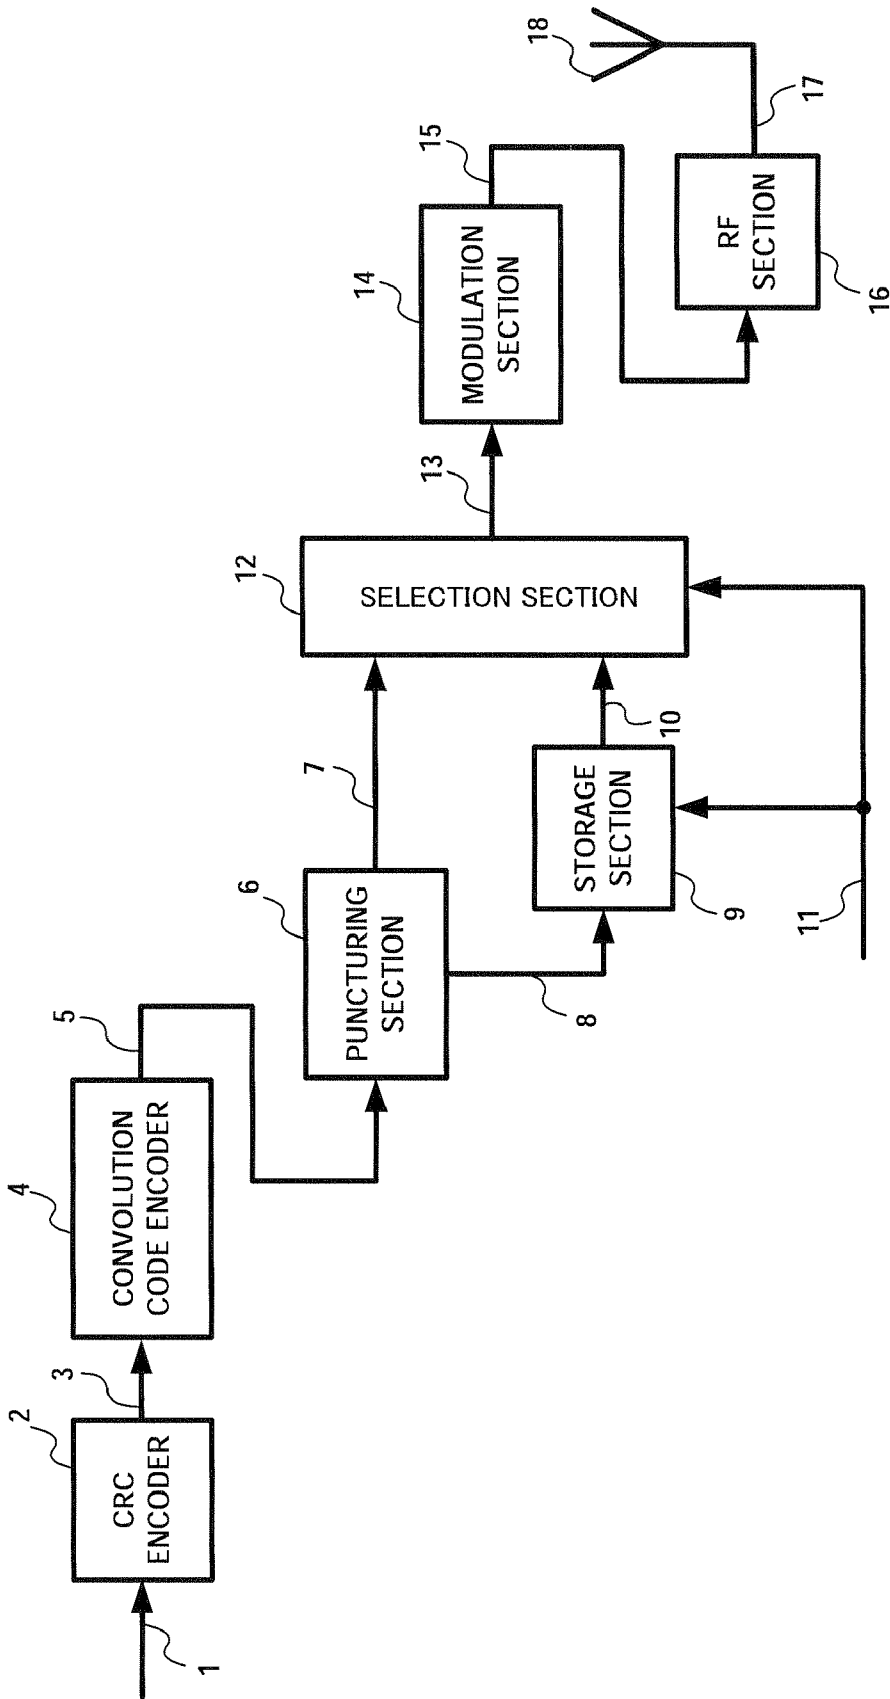 1
CRC
ENCODER
2
3
CONVOLUTION
CODE ENCODER
4
5
PUNCTURING
SECTION
6
7
8
STORAGE
SECTION
9
10
11
SELECTION SECTION
12
13
MODULATION
SECTION
14
15
RF
SECTION
16
17
18